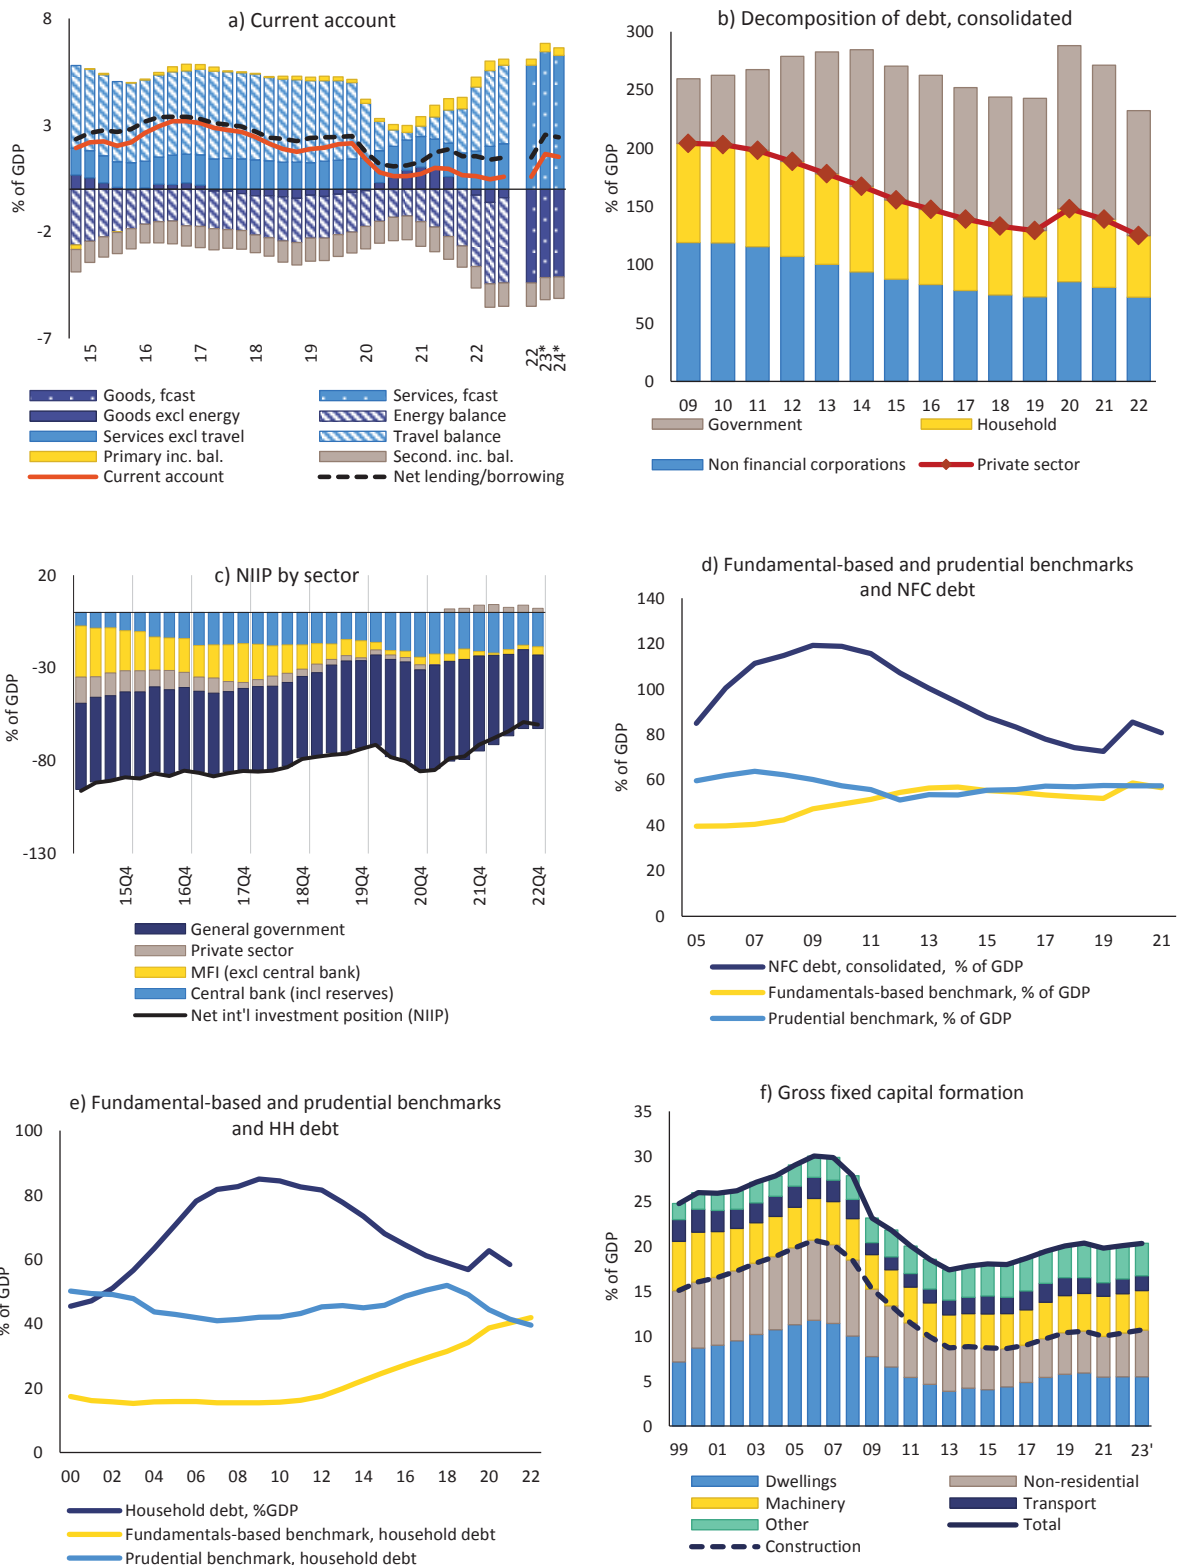 a) Current account
8
3
-2
-7
% of GDP
15 16 17 18 19 20 21 22 22 23* 24*
Goods, fcast Services, fcast
Goods excl energy Energy balance
Services excl travel Travel balance
Primary inc. bal. Second. inc. bal.
Current account Net lending/borrowing
b) Decomposition of debt, consolidated
300
250
200
150
100
50
0
% of GDP
09 10 11 12 13 14 15 16 17 18 19 20 21 22
Government Household
Non financial corporations Private sector
c) NIIP by sector
20
-30
-80
-130
% of GDP
15Q4 16Q4 17Q4 18Q4 19Q4 20Q4 21Q4 22Q4
General government
Private sector
MFI (excl central bank)
Central bank (incl reserves)
Net int'l investment position (NIIP)
d) Fundamental-based and prudential benchmarks
and NFC debt
140
120
100
80
60
40
20
0
% of GDP
05 07 09 11 13 15 17 19 21
NFC debt, consolidated, % of GDP
Fundamentals-based benchmark, % of GDP
Prudential benchmark, % of GDP
e) Fundamental-based and prudential benchmarks
and HH debt
100
80
60
40
20
0
% of GDP
00 02 04 06 08 10 12 14 16 18 20 22
Household debt, %GDP
Fundamentals-based benchmark, household debt
Prudential benchmark, household debt
f) Gross fixed capital formation
35
30
25
20
15
10
5
0
% of GDP
99 01 03 05 07 09 11 13 15 17 19 21 23'
Dwellings Non-residential
Machinery Transport
Other Total
Construction